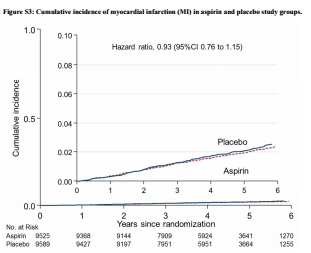 Figure S3: Cumulative incidence of myocardial infarction (MI) in aspirin and placebo study groups.
1.0
0.10
Hazard ratio, 0.93 (95%CI 0.76 to 1.15)
0.08
0.06
0.5
0.04
Cumulative incidence
Placebo
0.02
Aspirin
0.00
0 1 2 3 4 5 6
0.0
0 1 2 3 4 5 6
Years since randomization
No. at Risk
Aspirin 9525 9368 9144 7909 5924 3641 1270
Placebo 9589 9427 9197 7951 5951 3664 1255